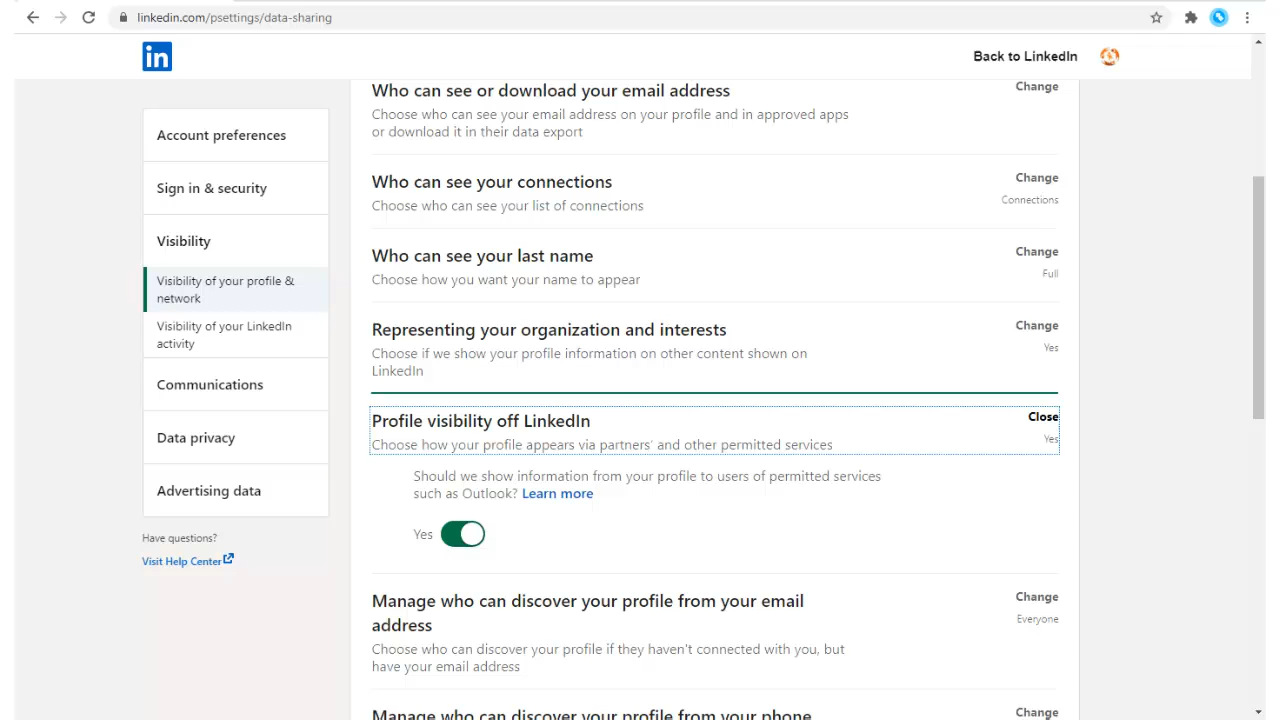 linkedin.com/psettings/data-sharing
in
Back to LinkedIn
Account preferences
Sign in & security
Visibility
Visibility of your profile &
network
Visibility of your LinkedIn
activity
Communications
Data privacy
Advertising data
Have questions?
Visit Help Center
Who can see or download your email address
Change
Choose who can see your email address on your profile and in approved apps
or download it in their data export
Who can see your connections
Change
Choose who can see your list of connections
Connections
Who can see your last name
Change
Choose how you want your name to appear
Full
Representing your organization and interests
Change
Choose if we show your profile information on other content shown on
LinkedIn
Yes
Profile visibility off LinkedIn
Close
Choose how your profile appears via partners' and other permitted services
Yes
Should we show information from your profile to users of permitted services
such as Outlook? Learn more
Yes
Manage who can discover your profile from your email
address
Change
Everyone
Choose who can discover your profile if they haven't connected with you, but
have your email address
Manage who can discover your profile from your phone
Change